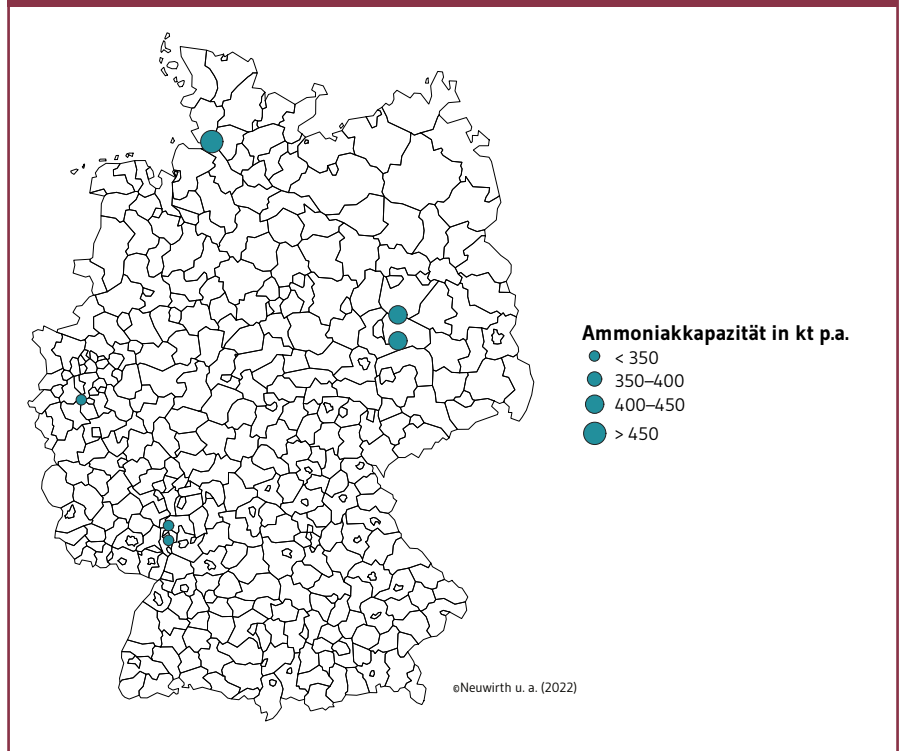 Ammoniakkapazität in kt p.a.
< 350
350–400
400–450
> 450
©Neuwirth u. a. (2022)